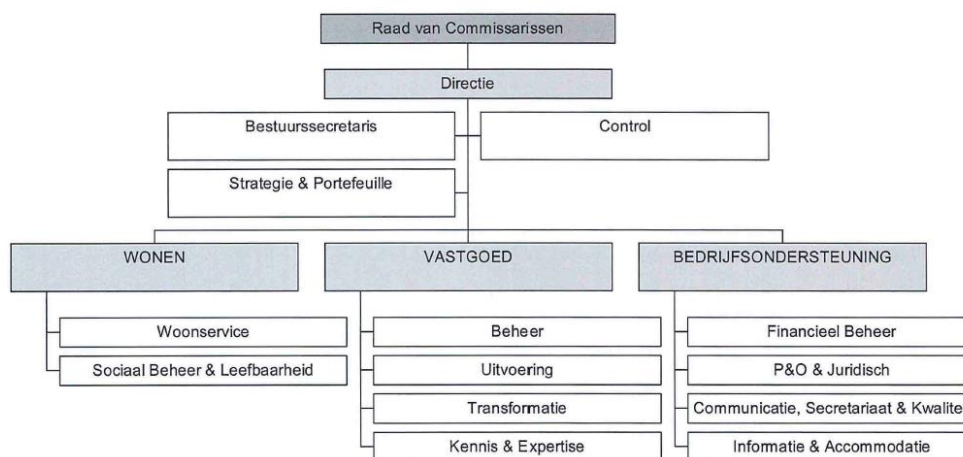 Raad van Commissarissen
Directie
Bestuurssecretaris
Control
Strategie & Portefeuille
WONEN
VASTGOED
BEDRIJFSONDERSTEUNING
Woonservice
Sociaal Beheer & Leefbaarheid
Beheer
Uitvoering
Transformatie
Kennis & Expertise
Financieel Beheer
P&O & Juridisch
Communicatie, Secretariaat & Kwalite
Informatie & Accommodatie